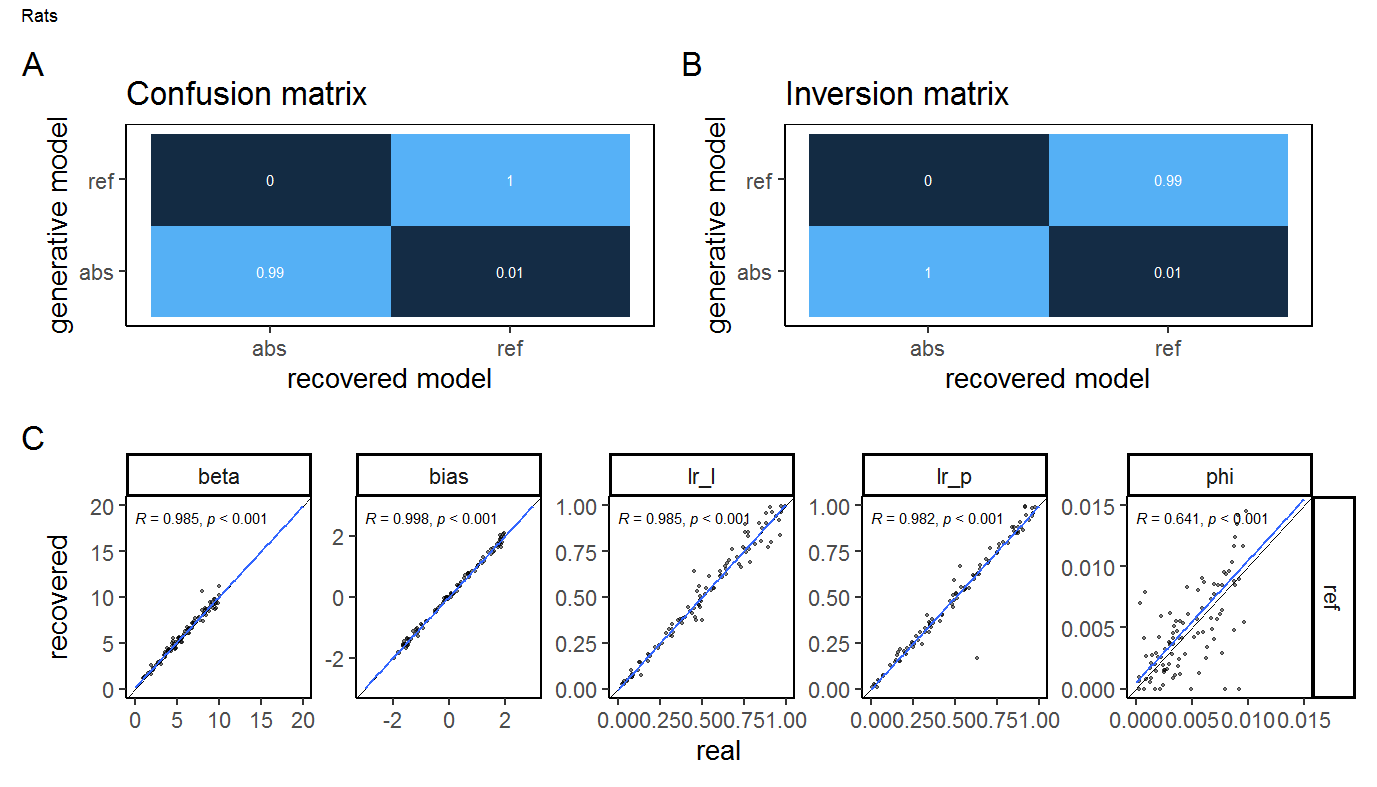 Rats
A
B
Confusion matrix
Inversion matrix
generative model
ref
abs
0
1
0.99
0.01
abs
ref
recovered model
generative model
ref
abs
0
0.99
1
0.01
abs
ref
recovered model
C
beta
bias
lr_l
lr_p
phi
recovered
20
15
10
5
0
R = 0.985, p < 0.001
0
5
10
15
20
2
0
-2
R = 0.998, p < 0.001
-2
0
2
1.00
0.75
0.50
0.25
0.00
R = 0.985, p < 0.001
0.000.250.500.751.00
1.00
0.75
0.50
0.25
0.00
R = 0.982, p < 0.001
0.000.250.500.751.00
0.015
0.010
0.005
0.000
R = 0.641, p < 0.001
0.0000.0050.0100.015
ref
real